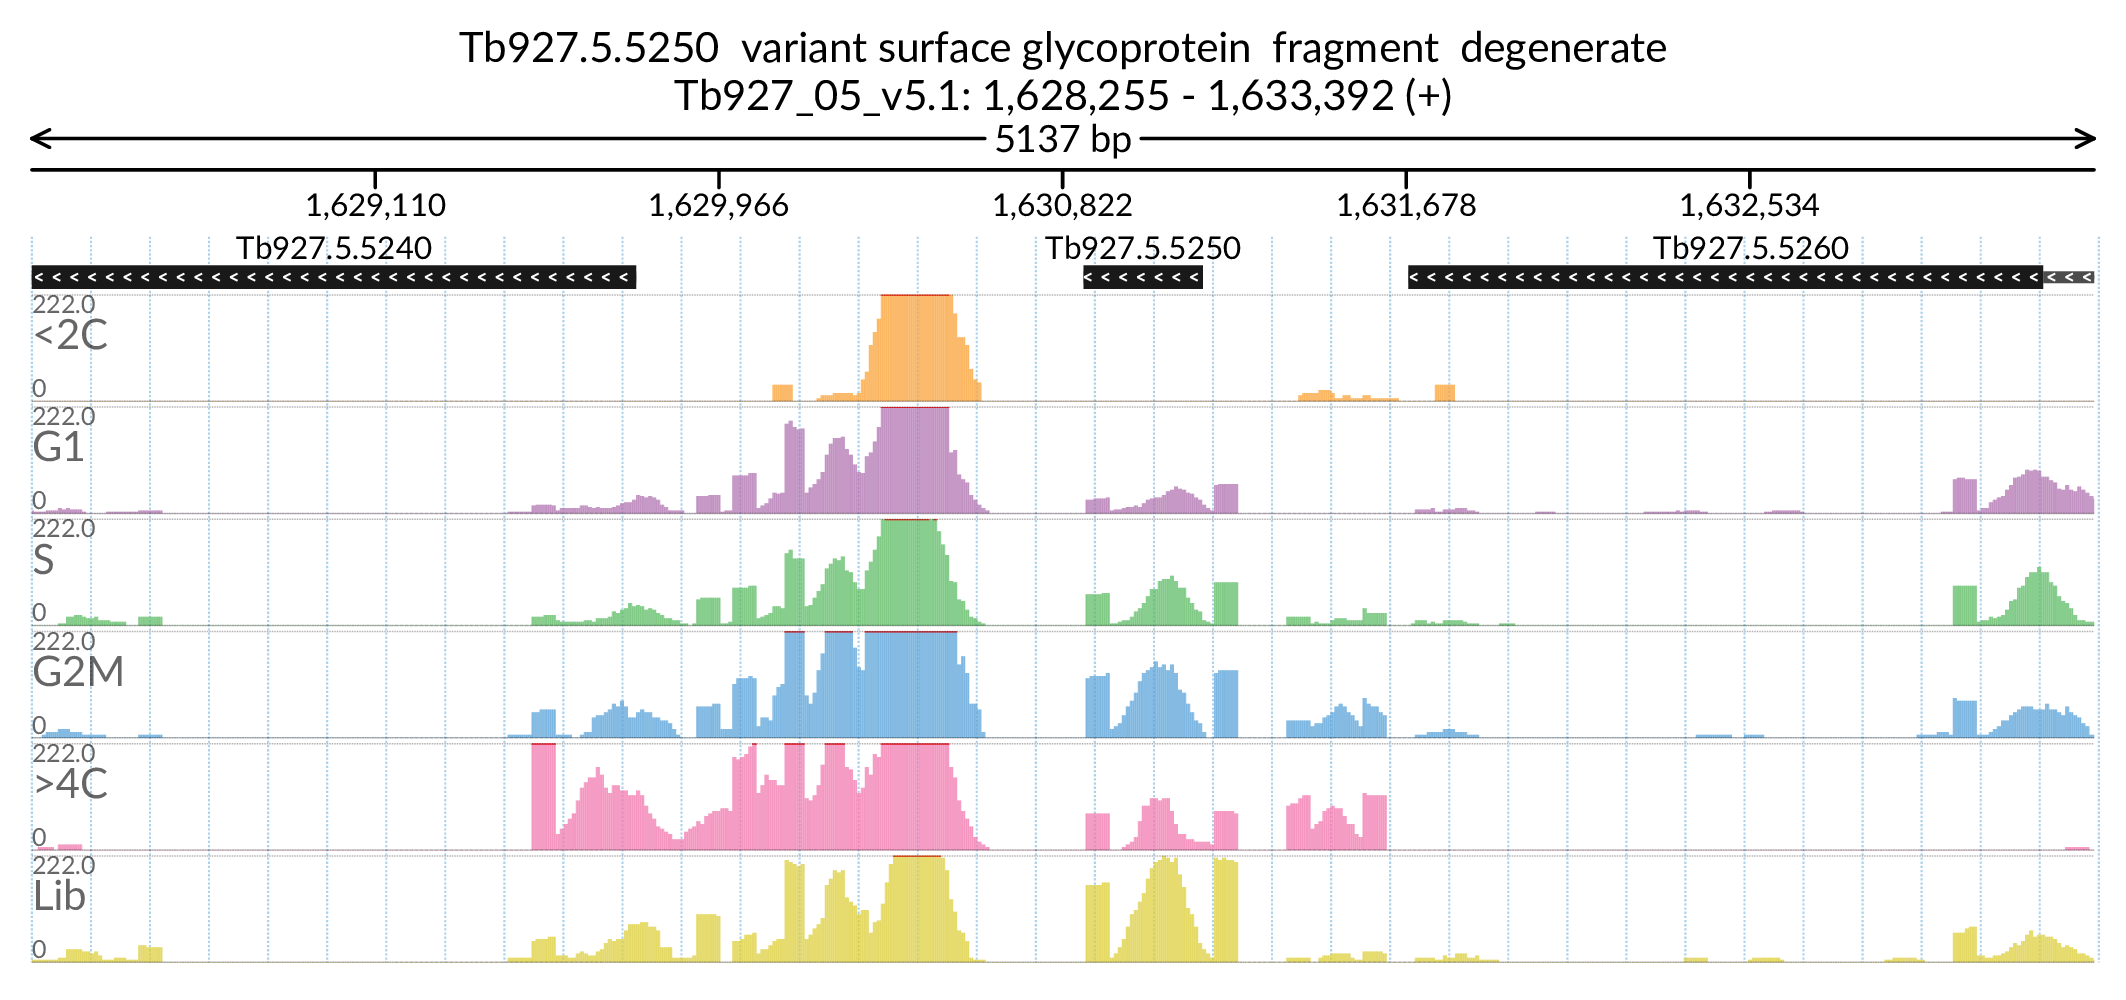 Tb927.5.5250 variant surface glycoprotein fragment degenerate
Tb927_05_v5.1: 1,628,255 - 1,633,392 (+)
5137 bp
1,629,110 1,629,966 1,630,822 1,631,678 1,632,534
Tb927.5.5240 Tb927.5.5250 Tb927.5.5260
222.0
<2C
0
222.0
G1
0
222.0
S
0
222.0
G2M
0
222.0
>4C
0
222.0
Lib
0